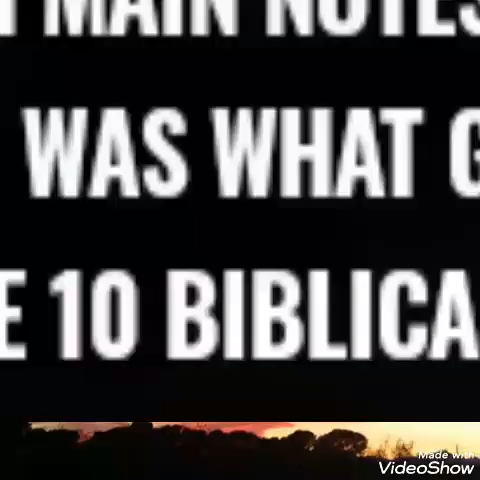 MAIN NOTES
WAS WHAT G
E 10 BIBLICA
Made with
VideoShow